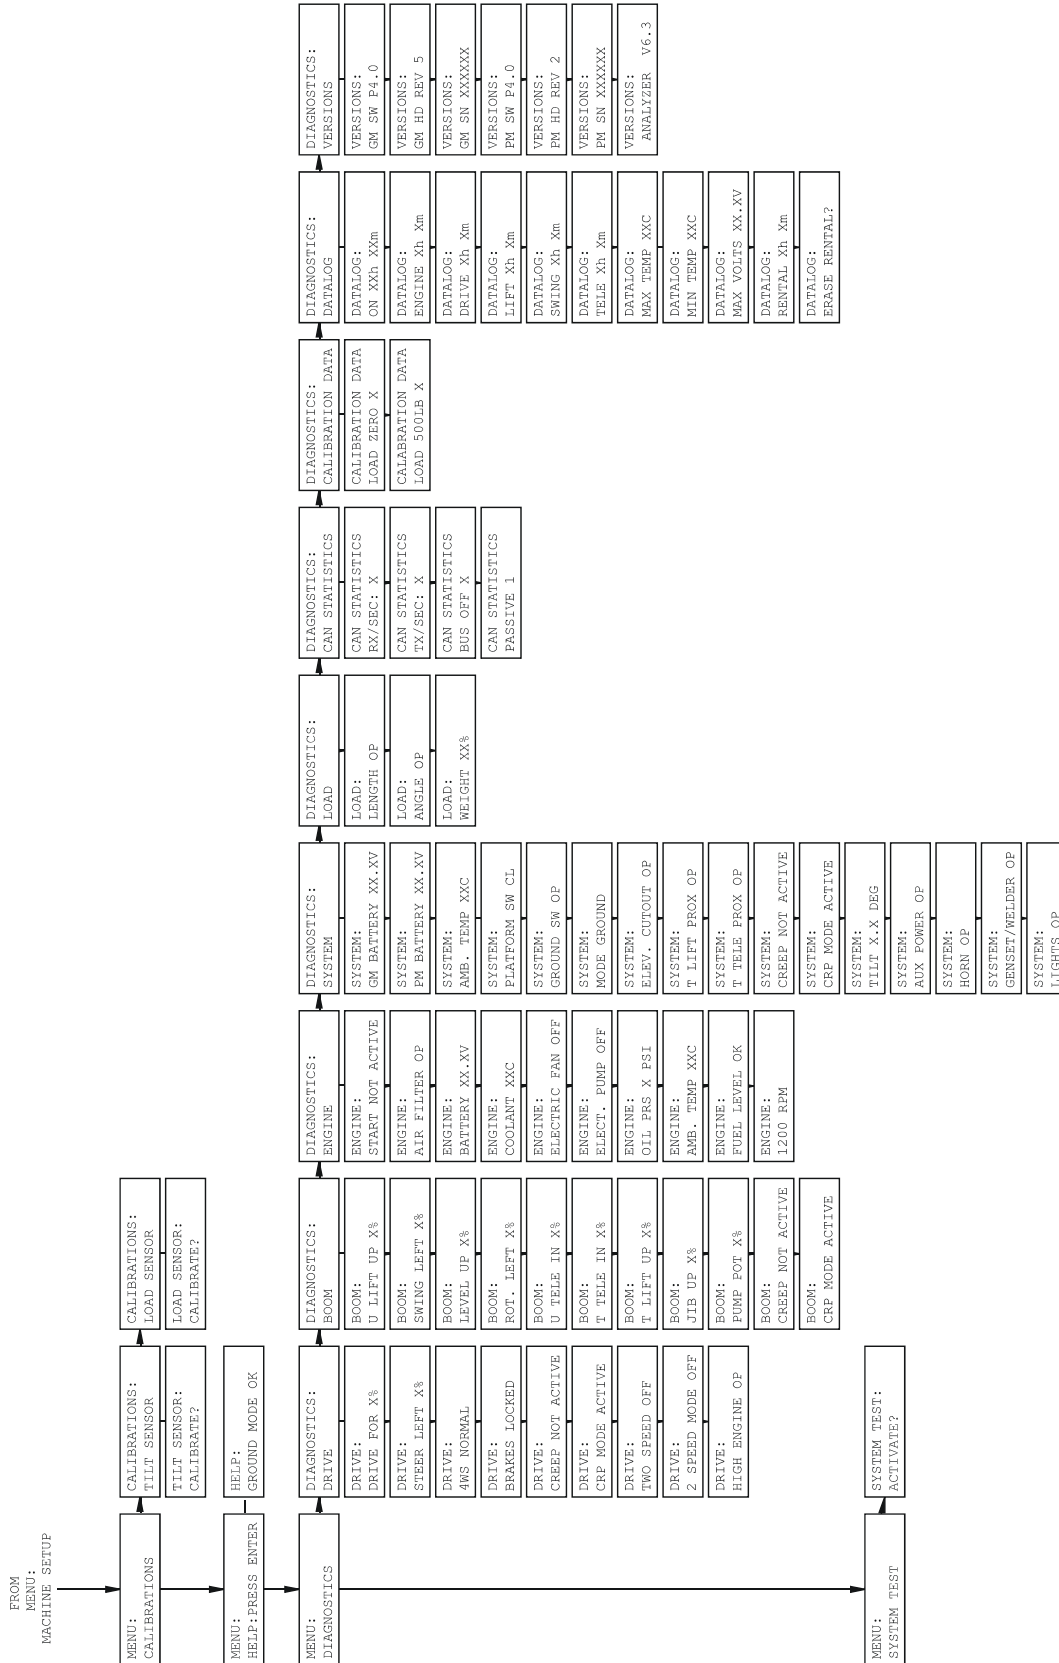 FROM
MENU:
MACHINE SETUP
MENU:
CALIBRATIONS
CALIBRATIONS:
TILT SENSOR
TILT SENSOR:
CALIBRATE?
CALIBRATIONS:
LOAD SENSOR
LOAD SENSOR:
CALIBRATE?
MENU:
HELP:PRESS ENTER
HELP:
GROUND MODE OK
MENU:
DIAGNOSTICS
DIAGNOSTICS:
DRIVE
DRIVE:
DRIVE FOR X%
DRIVE:
STEER LEFT X%
DRIVE:
4WS NORMAL
DRIVE:
BRAKES LOCKED
DRIVE:
CREEP NOT ACTIVE
DRIVE:
CRP MODE ACTIVE
DRIVE:
TWO SPEED OFF
DRIVE:
2 SPEED MODE OFF
DRIVE:
HIGH ENGINE OP
DIAGNOSTICS:
BOOM
BOOM:
U LIFT UP X%
BOOM:
SWING LEFT X%
BOOM:
LEVEL UP X%
BOOM:
ROT. LEFT X%
BOOM:
U TELE IN X%
BOOM:
T TELE IN X%
BOOM:
T LIFT UP X%
BOOM:
JIB UP X%
BOOM:
PUMP POT X%
BOOM:
CREEP NOT ACTIVE
BOOM:
CRP MODE ACTIVE
DIAGNOSTICS:
ENGINE
ENGINE:
START NOT ACTIVE
ENGINE:
AIR FILTER OP
ENGINE:
BATTERY XX.XV
ENGINE:
COOLANT XXC
ENGINE:
ELECTRIC FAN OFF
ENGINE:
ELECT. PUMP OFF
ENGINE:
OIL PRS X PSI
ENGINE:
AMB. TEMP XXC
ENGINE:
FUEL LEVEL OK
ENGINE:
1200 RPM
DIAGNOSTICS:
SYSTEM
SYSTEM:
GM BATTERY XX.XV
SYSTEM:
PM BATTERY XX.XV
SYSTEM:
AMB. TEMP XXC
SYSTEM:
PLATFORM SW CL
SYSTEM:
GROUND SW OP
SYSTEM:
MODE GROUND
SYSTEM:
ELEV. CUTOUT OP
SYSTEM:
T LIFT PROX OP
SYSTEM:
T TELE PROX OP
SYSTEM:
CREEP NOT ACTIVE
SYSTEM:
CRP MODE ACTIVE
SYSTEM:
TILT X.X DEG
SYSTEM:
AUX POWER OP
SYSTEM:
HORN OP
SYSTEM:
GENSET/WELDER OP
SYSTEM:
LIGHTS OP
DIAGNOSTICS:
LOAD
LOAD:
LENGTH OP
LOAD:
ANGLE OP
LOAD:
WEIGHT XX%
DIAGNOSTICS:
CAN STATISTICS
CAN STATISTICS
RX/SEC: X
CAN STATISTICS
TX/SEC: X
CAN STATISTICS
BUS OFF X
CAN STATISTICS
PASSIVE 1
DIAGNOSTICS:
CALIBRATION DATA
CALIBRATION DATA
LOAD ZERO X
CALABRATION DATA
LOAD 500LB X
DIAGNOSTICS:
DATALOG
DATALOG:
ON XXh XXm
DATALOG:
ENGINE Xh Xm
DATALOG:
DRIVE Xh Xm
DATALOG:
LIFT Xh Xm
DATALOG:
SWING Xh Xm
DATALOG:
TELE Xh Xm
DATALOG:
MAX TEMP XXC
DATALOG:
MIN TEMP XXC
DATALOG:
MAX VOLTS XX.XV
DATALOG:
RENTAL Xh Xm
DATALOG:
ERASE RENTAL?
DIAGNOSTICS:
VERSIONS
VERSIONS:
GM SW P4.0
VERSIONS:
GM HD REV 5
VERSIONS:
GM SN XXXXXX
VERSIONS:
PM SW P4.0
VERSIONS:
PM HD REV 2
VERSIONS:
PM SN XXXXXX
VERSIONS:
ANALYZER V6.3
MENU:
SYSTEM TEST
SYSTEM TEST:
ACTIVATE?